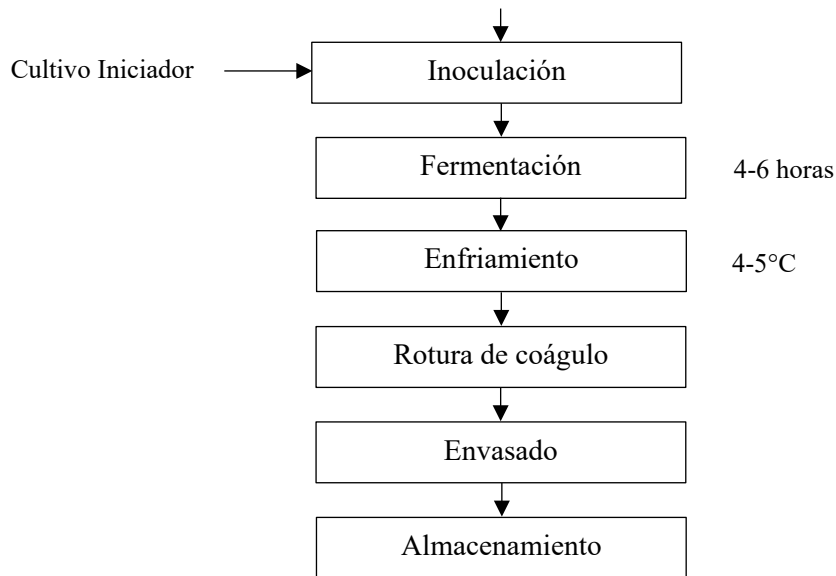 Cultivo Iniciador
Inoculación
Fermentación
4-6 horas
Enfriamiento
4-5°C
Rotura de coágulo
Envasado
Almacenamiento